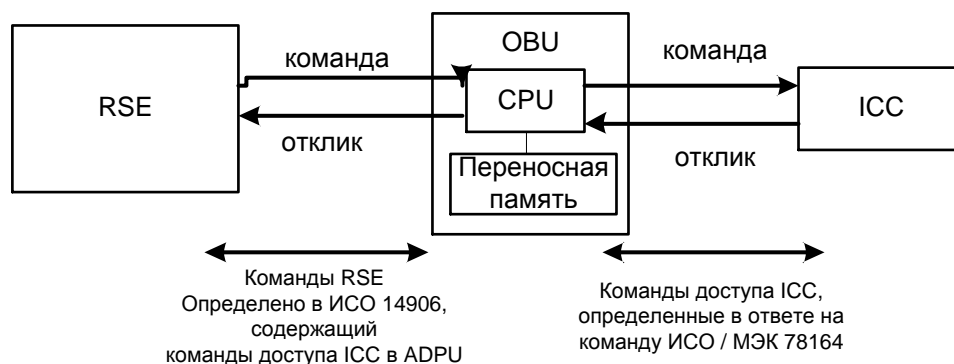 RSE
команда
отклик
OBU
CPU
Переносная
память
команда
отклик
ICC
Команды RSE
Определено в ИСО 14906,
содержащий
команды доступа ICC в ADPU
Команды доступа ICC,
определенные в ответе на
команду ИСО / МЭК 78164